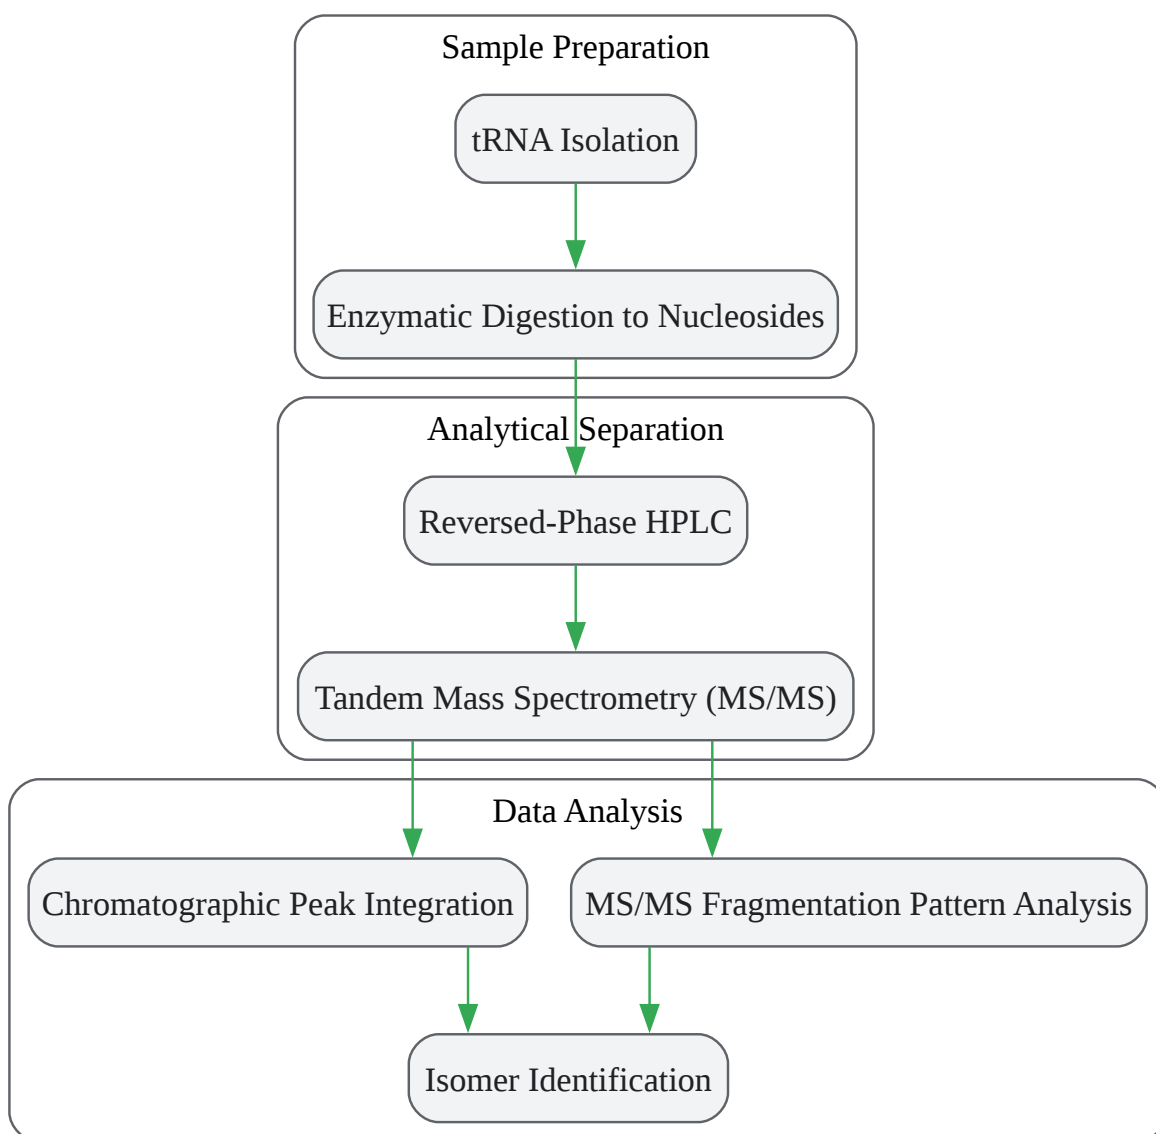 Sample Preparation
tRNA Isolation
Enzymatic Digestion to Nucleosides
Analytical Separation
Reversed-Phase HPLC
Tandem Mass Spectrometry (MS/MS)
Data Analysis
Chromatographic Peak Integration
MS/MS Fragmentation Pattern Analysis
Isomer Identification